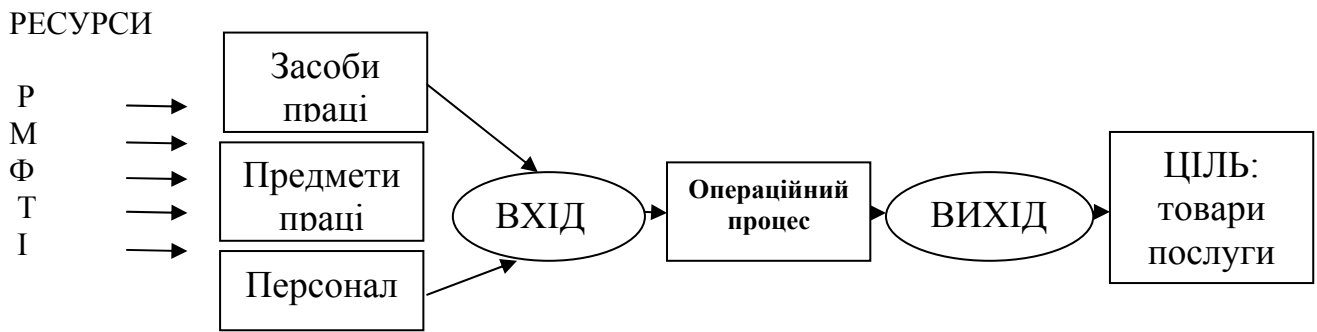 РЕСУРСИ
Р
М
Ф
Т
І
Засоби
праці
Предмети
праці
Персонал
ВХІД
Операційний
процес
ВИХІД
ЦІЛЬ:
товари
послуги